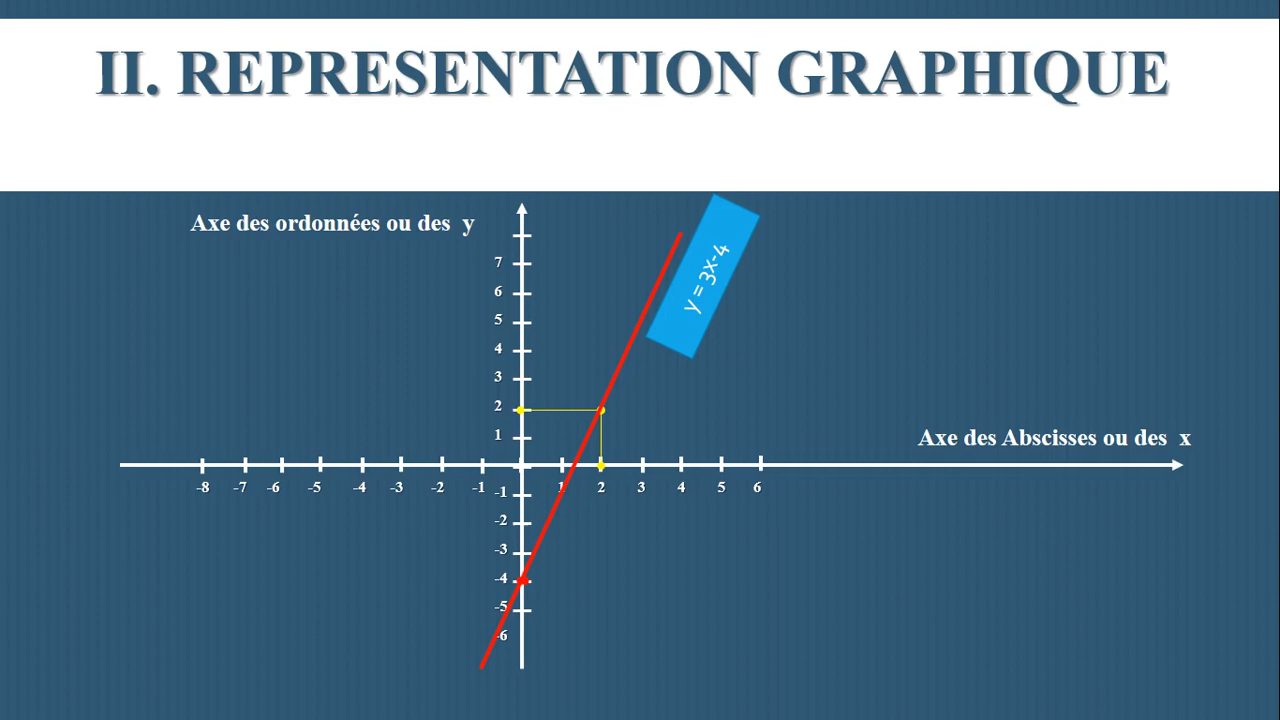 II. REPRESENTATION GRAPHIQUE
Axe des ordonnées ou des y
y = 3x-4
7
6
5
4
3
2
1
Axe des Abscisses ou des x
-8 -7 -6 -5 -4 -3 -2 -1 1 2 3 4 5 6
-1
-2
-3
-4
-5
-6